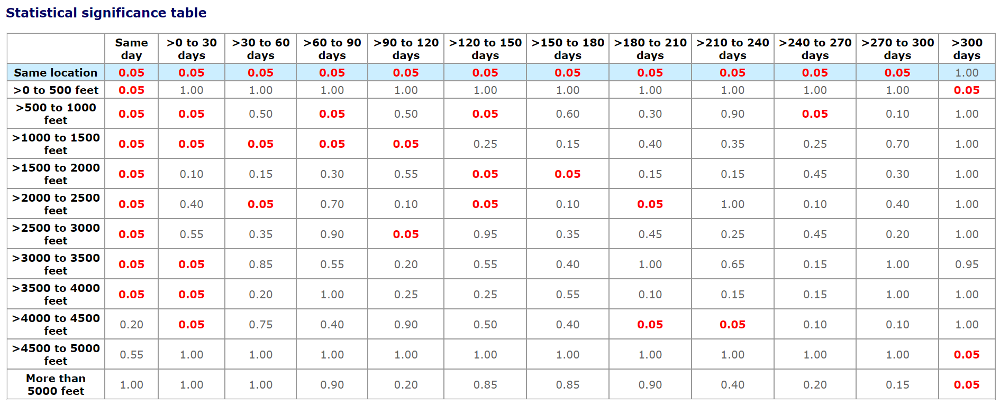 Statistical significance table
Same day >0 to 30 days >30 to 60 days >60 to 90 days >90 to 120 days >120 to 150 days >150 to 180 days >180 to 210 days >210 to 240 days >240 to 270 days >270 to 300 days >300 days
Same location 0.05 0.05 0.05 0.05 0.05 0.05 0.05 0.05 0.05 0.05 0.05 1.00
>0 to 500 feet 0.05 1.00 1.00 1.00 1.00 1.00 1.00 1.00 1.00 1.00 1.00 0.05
>500 to 1000 feet 0.05 0.05 0.50 0.05 0.50 0.05 0.60 0.30 0.90 0.05 0.10 1.00
>1000 to 1500 feet 0.05 0.05 0.05 0.05 0.05 0.25 0.15 0.40 0.35 0.25 0.70 1.00
>1500 to 2000 feet 0.05 0.10 0.15 0.30 0.55 0.05 0.05 0.15 0.15 0.45 0.30 1.00
>2000 to 2500 feet 0.05 0.40 0.05 0.70 0.10 0.05 0.10 0.05 1.00 0.10 0.40 1.00
>2500 to 3000 feet 0.05 0.55 0.35 0.90 0.05 0.95 0.35 0.45 0.25 0.45 0.20 1.00
>3000 to 3500 feet 0.05 0.05 0.85 0.55 0.20 0.55 0.40 1.00 0.65 0.15 1.00 0.95
>3500 to 4000 feet 0.05 0.05 0.20 1.00 0.25 0.25 0.55 0.10 0.15 0.15 1.00 1.00
>4000 to 4500 feet 0.20 0.05 0.75 0.40 0.90 0.50 0.40 0.05 0.05 0.10 0.10 1.00
>4500 to 5000 feet 0.55 1.00 1.00 1.00 1.00 1.00 1.00 1.00 1.00 1.00 1.00 0.05
More than 5000 feet 1.00 1.00 1.00 0.90 0.20 0.85 0.85 0.90 0.40 0.20 0.15 0.05